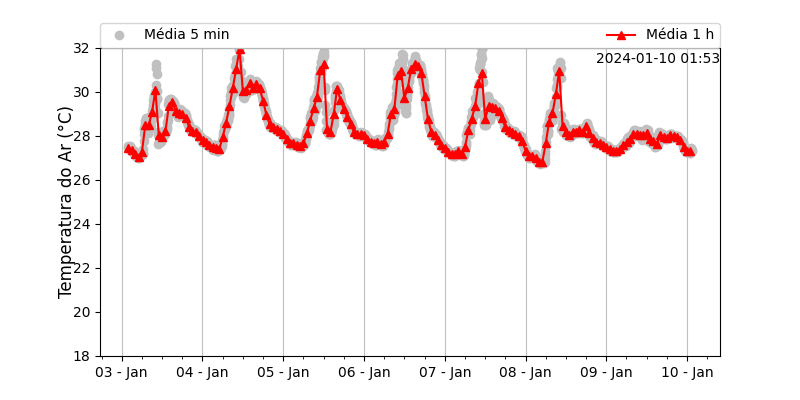 Média 5 min
Média 1 h
2024-01-10 01:53
Temperatura do Ar (°C)
32
30
28
26
24
22
20
18
03 - Jan
04 - Jan
05 - Jan
06 - Jan
07 - Jan
08 - Jan
09 - Jan
10 - Jan